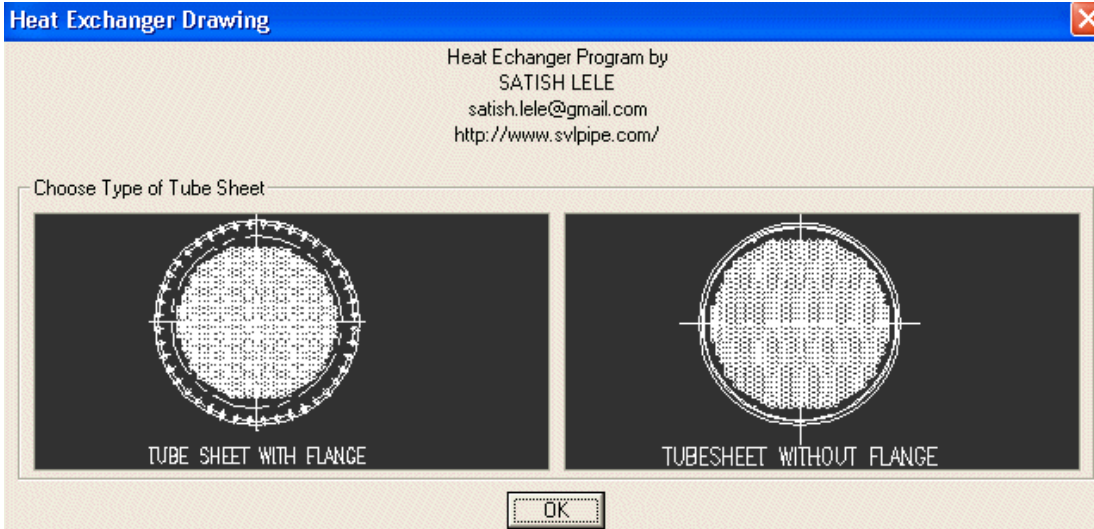 Heat Exchanger Drawing
Heat Echanger Program by
SATISH LELE
satish.lele@gmail.com
http://www.svlpipe.com/
Choose Type of Tube Sheet
TUBE SHEET WITH FLANGE
TUBESHEET WITHOUT FLANGE
OK